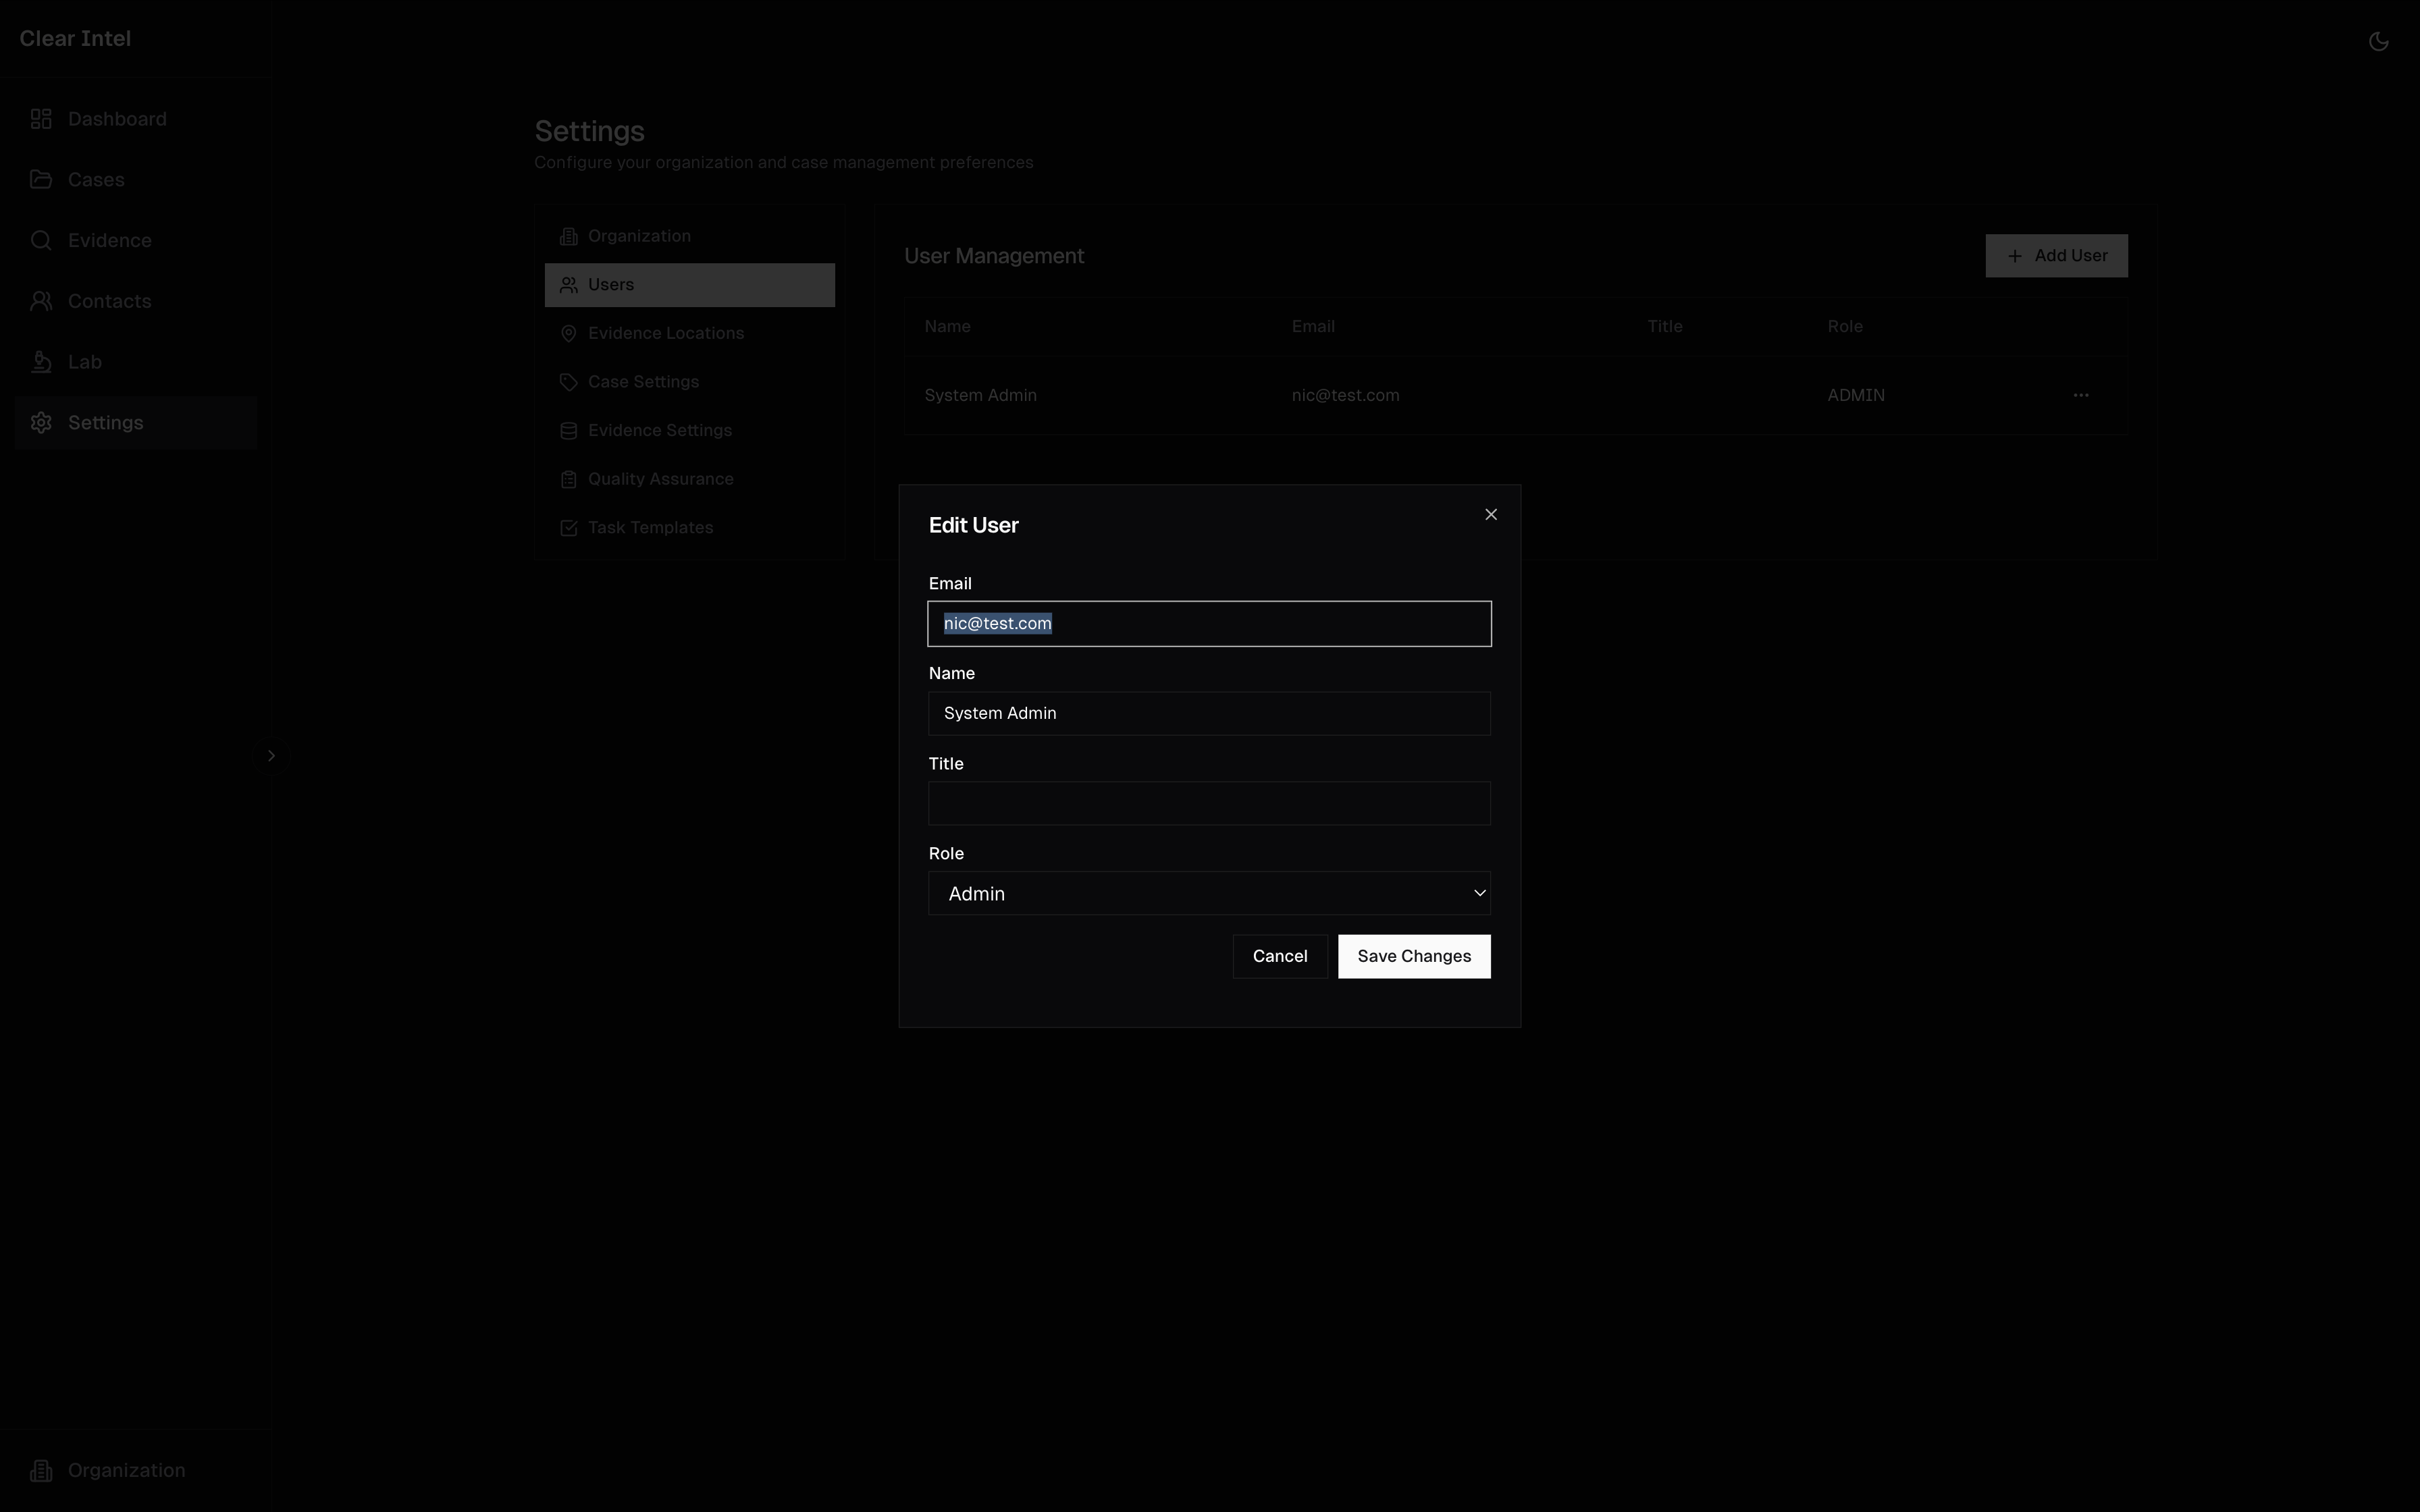 Clear Intel
Dashboard
Cases
Evidence
Contacts
Lab
Settings
Organization
Settings
Configure your organization and case management preferences
Organization
Users
Evidence Locations
Case Settings
Evidence Settings
Quality Assurance
Task Templates
User Management
Add User
Name Email Title Role
System Admin nic@test.com ADMIN
Edit User
Email
nic@test.com
Name
System Admin
Title
Role
Admin
Cancel Save Changes